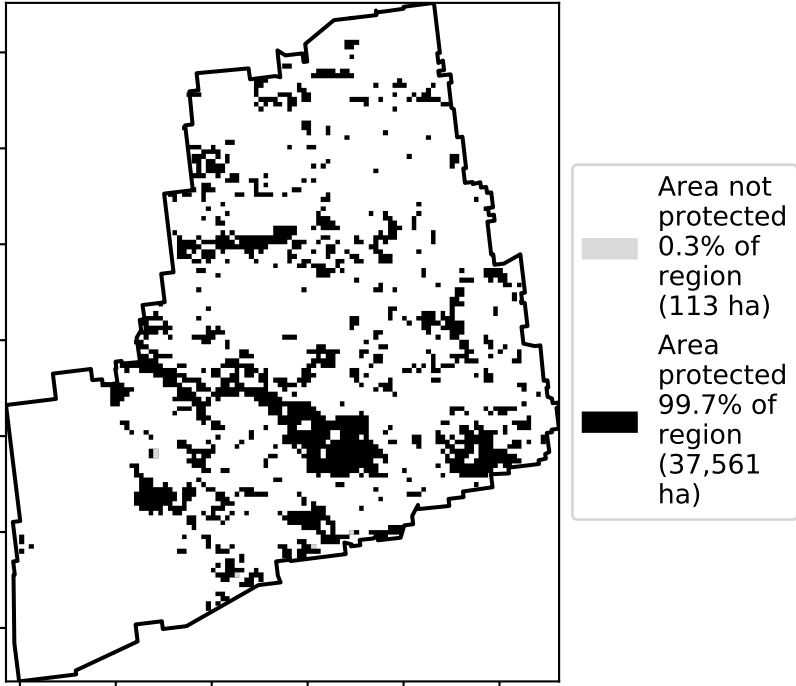 Area not
protected
0.3% of
region
(113 ha)
Area
protected
99.7% of
region
(37,561
ha)